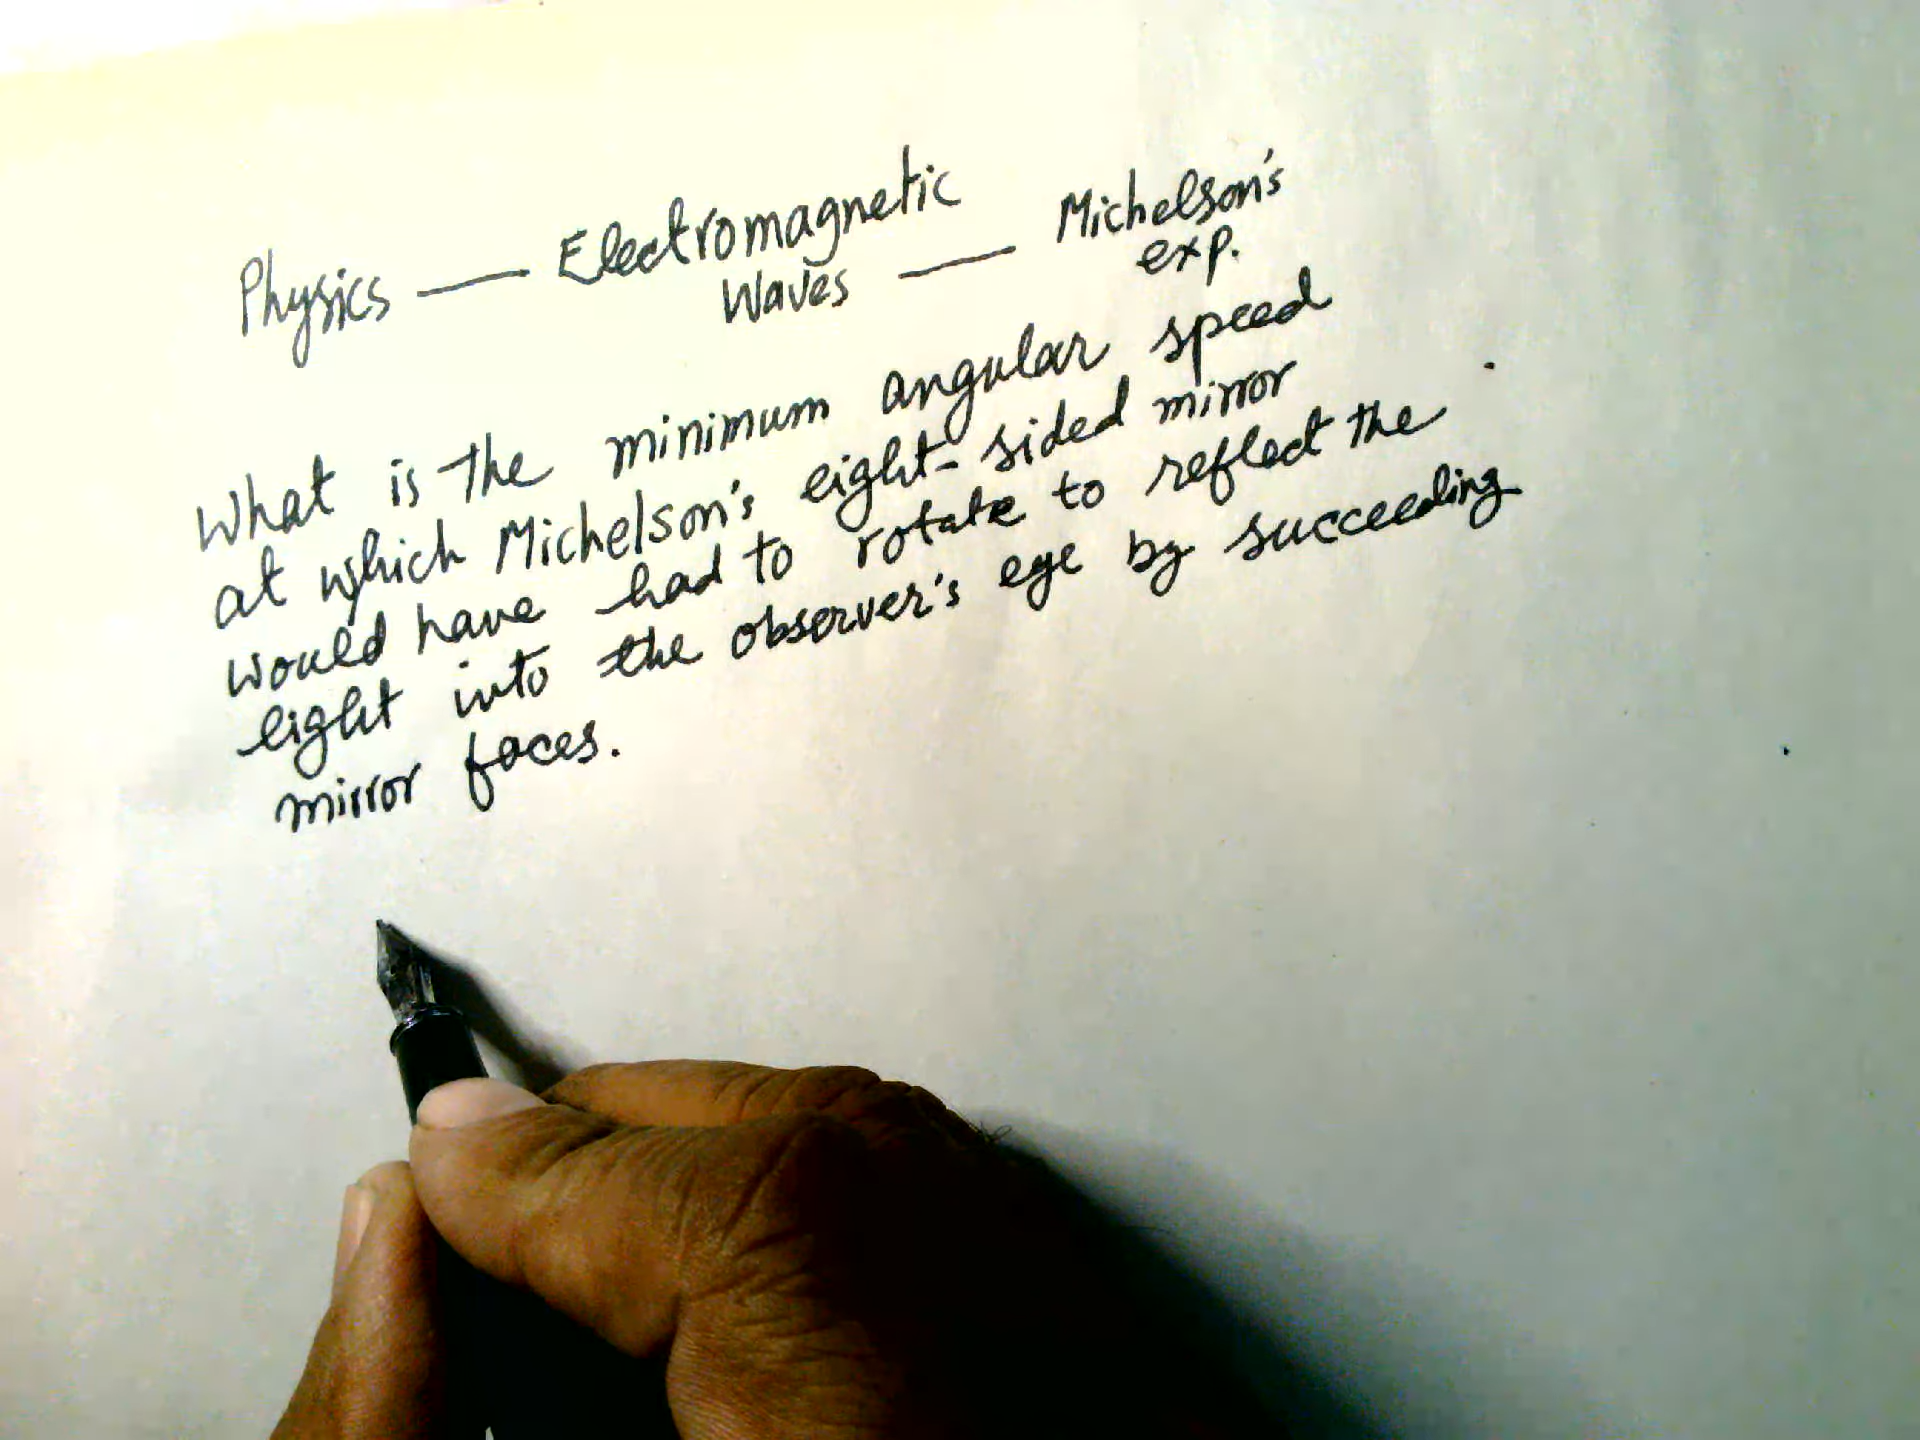 Physics — Electromagnetic Waves — Michelson's exp.
What is the minimum angular speed
at which Michelson's eight-sided mirror
would have had to rotate to reflect the
light into the observer's eye by succeeding
mirror faces.